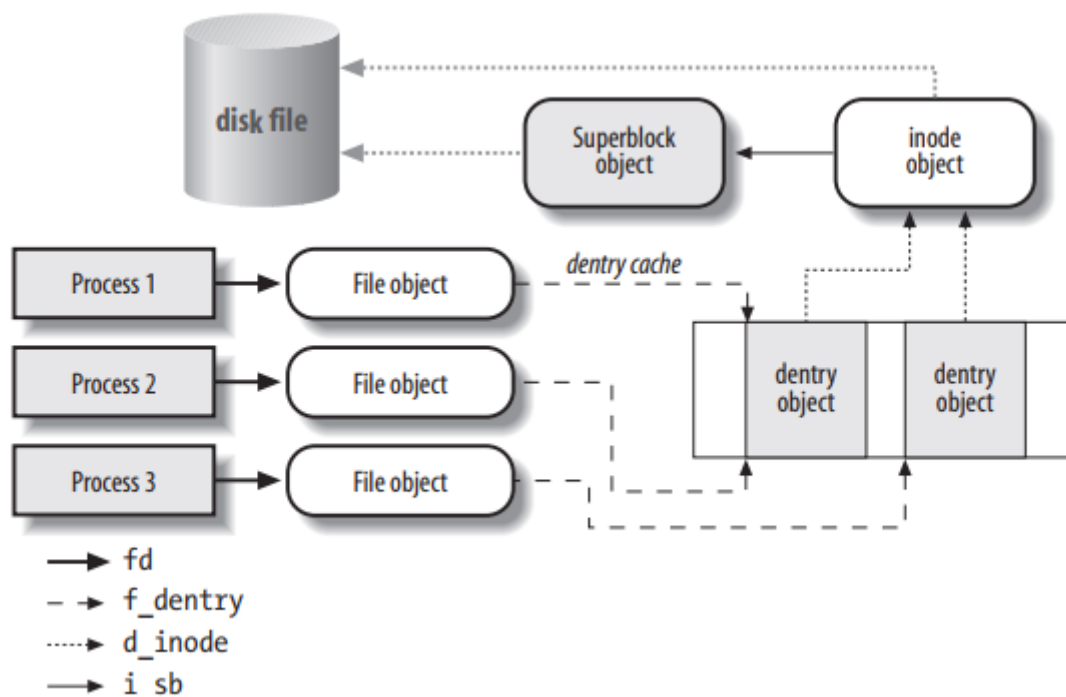 disk file
Superblock
object
inode
object
Process 1
File object
dentry cache
Process 2
File object
dentry
object
dentry
object
Process 3
File object
fd
f_dentry
d_inode
i sb